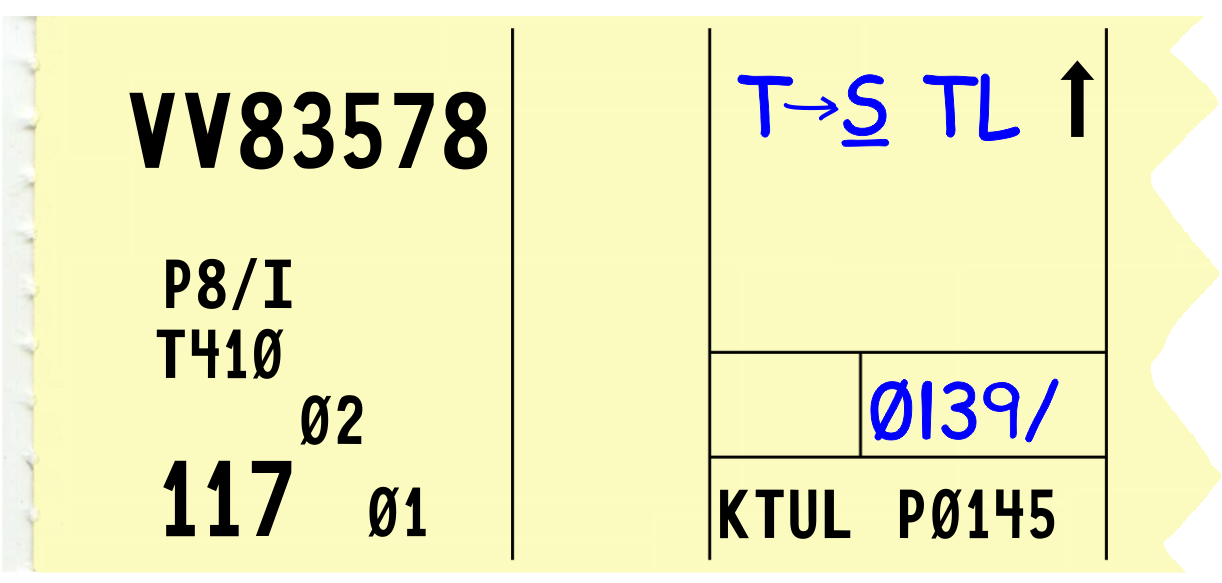 VV83578
P8/I
T41Ø
Ø2
117 Ø1
T→S TL ↑
Ø139/
KTUL PØ145